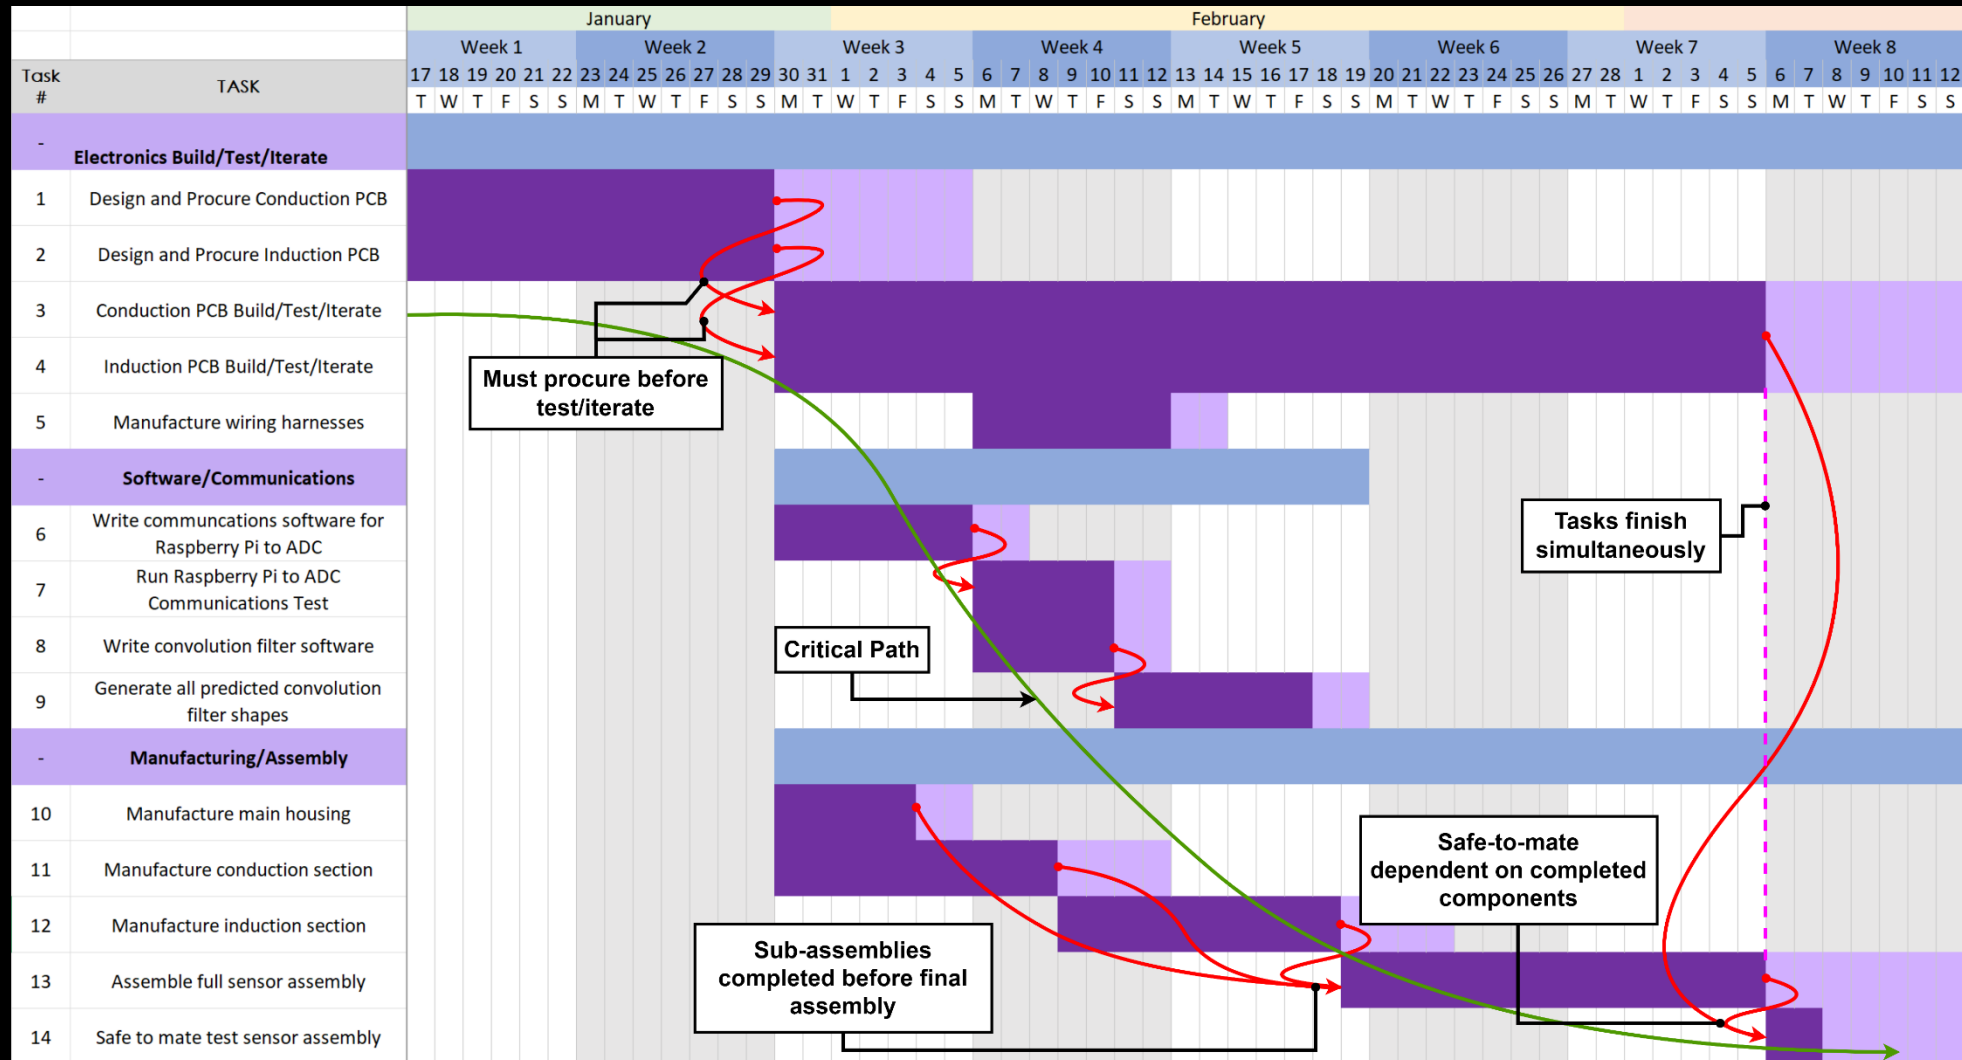 January February
Week 1 Week 2 Week 3 Week 4 Week 5 Week 6 Week 7 Week 8
Task
#
TASK
17 18 19 20 21 22 23 24 25 26 27 28 29 30 31 1 2 3 4 5 6 7 8 9 10 11 12 13 14 15 16 17 18 19 20 21 22 23 24 25 26 27 28 1 2 3 4 5 6 7 8 9 10 11 12
T W T F S S M T W T F S S M T W T F S S M T W T F S S M T W T F S S M T W T F S S M T W T F S S M T W T F S S
-
Electronics Build/Test/Iterate
1 Design and Procure Conduction PCB
2 Design and Procure Induction PCB
3 Conduction PCB Build/Test/Iterate
4 Induction PCB Build/Test/Iterate
Must procure before
test/iterate
5 Manufacture wiring harnesses
- Software/Communications
6 Write communcations software for
Raspberry Pi to ADC
Tasks finish
simultaneously
7 Run Raspberry Pi to ADC
Communications Test
8 Write convolution filter software
Critical Path
9 Generate all predicted convolution
filter shapes
- Manufacturing/Assembly
10 Manufacture main housing
11 Manufacture conduction section
Safe-to-mate
dependent on completed
components
12 Manufacture induction section
Sub-assemblies
completed before final
assembly
13 Assemble full sensor assembly
14 Safe to mate test sensor assembly